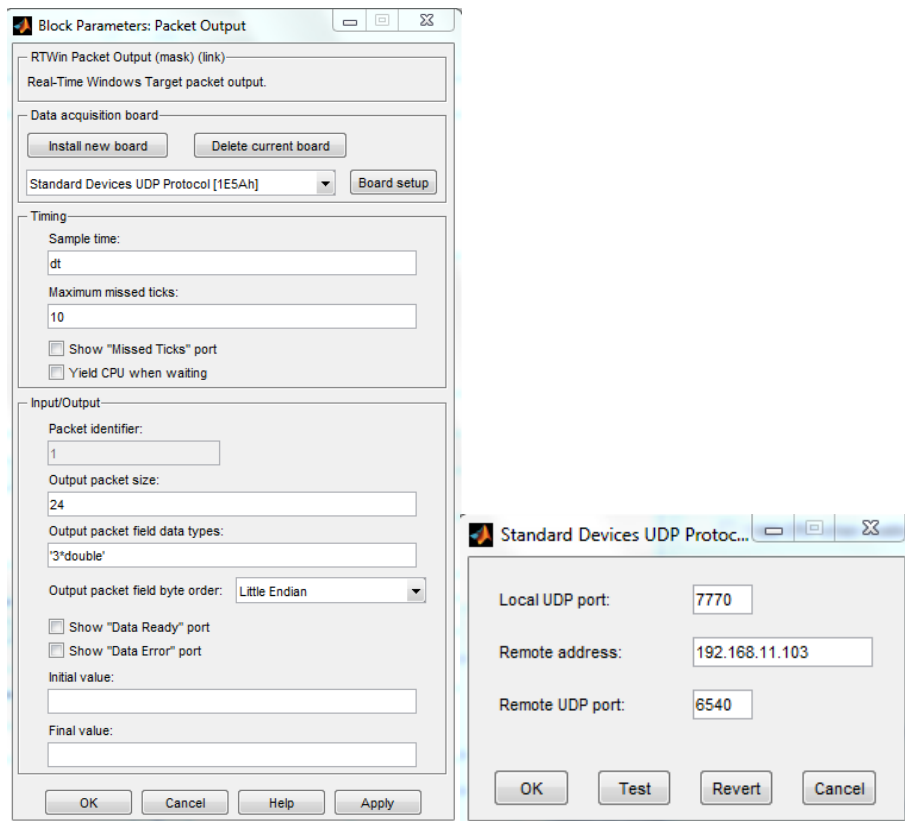 Block Parameters: Packet Output
RTWin Packet Output (mask) (link)
Real-Time Windows Target packet output.
Data acquisition board
Install new board
Delete current board
Standard Devices UDP Protocol [1E5Ah]
Board setup
Timing
Sample time:
dt
Maximum missed ticks:
10
Show "Missed Ticks" port
Yield CPU when waiting
Input/Output
Packet identifier:
1
Output packet size:
24
Output packet field data types:
'3*double'
Output packet field byte order: Little Endian
Show "Data Ready" port
Show "Data Error" port
Initial value:
Final value:
OK Cancel Help Apply
Standard Devices UDP Protoc...
Local UDP port: 7770
Remote address: 192.168.11.103
Remote UDP port: 6540
OK Test Revert Cancel